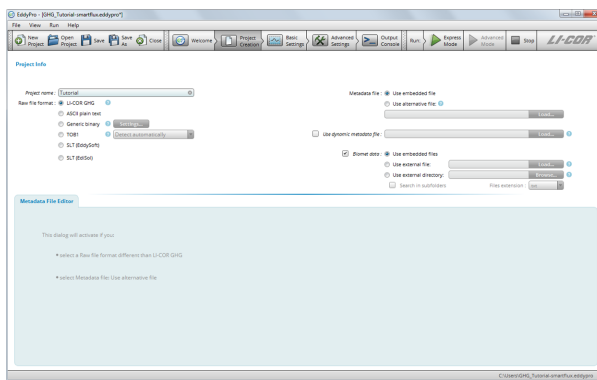 EddyPro - [GHG_Tutorial-smartflux.eddypro*]
File View Run Help
New Project Open Project Save Save As Close Welcome Project Creation Basic Settings Advanced Settings Output Console Run: Express Mode Advanced Mode Stop LI-COR
Project Info
Project name : Tutorial
Metadata file : Use embedded file
Raw file format : LI-COR GHG
Use alternative file:
ASCII plain text
Load...
Generic binary Settings...
TOB1 Detect automatically
Use dynamic metadata file : Load...
SLT (EddySoft)
Biomet data : Use embedded files
SLT (EdiSol)
Use external file: Load...
Use external directory: Browse...
Search in subfolders Files extension :
Metadata File Editor
This dialog will activate if you:
• select a Raw file format different than LI-COR GHG
• select Metadata File: Use alternative file
C:\Users\GHG_Tutorial-smartflux.eddypro